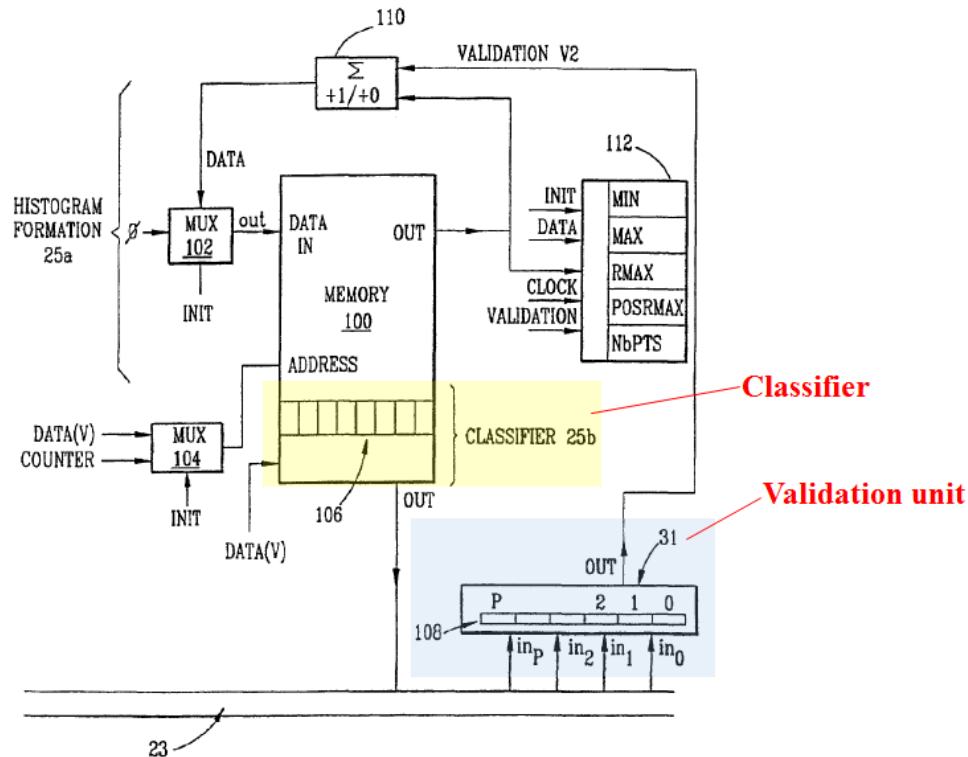 110
VALIDATION V2
Σ
+1/+0
112
DATA
HISTOGRAM
FORMATION
25a
Ø
MUX
102
out
INIT
DATA
IN
OUT
MEMORY
100
ADDRESS
INIT
DATA
CLOCK
VALIDATION
MIN
MAX
RMAX
POSRMAX
NbPTS
Classifier
CLASSIFIER 25b
DATA(V)
COUNTER
MUX
104
INIT
DATA(V)
106
OUT
Validation unit
OUT
31
P 2 1 0
108
inP in2 in1 in0
23